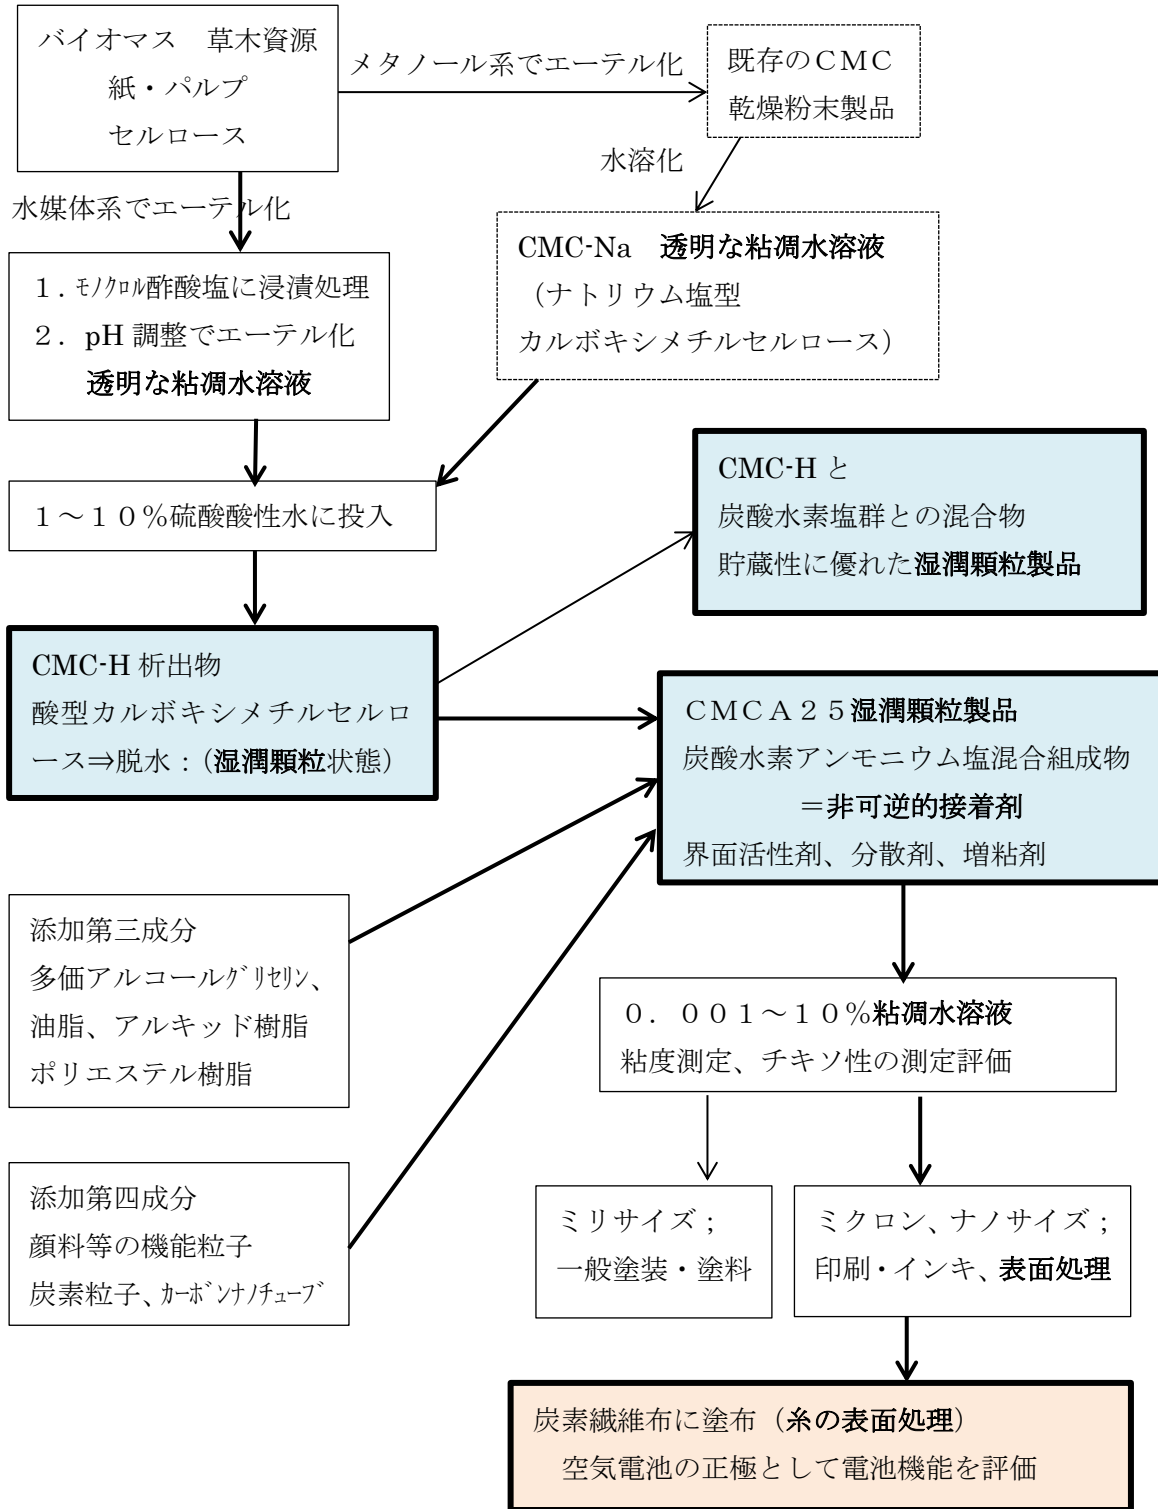 バイオマス　草木資源
紙・パルプ
セルロース
メタノール系でエーテル化
既存のＣＭＣ
乾燥粉末製品
水溶化
水媒体系でエーテル化
CMC-Na　透明な粘凋水溶液
（ナトリウム塩型
カルボキシメチルセルロース）
１．ﾓﾉｸﾛﾙ酢酸塩に浸漬処理
２．pH 調整でエーテル化
透明な粘凋水溶液
１～１０％硫酸酸性水に投入
CMC-H と
炭酸水素塩群との混合物
貯蔵性に優れた湿潤顆粒製品
CMC-H 析出物
酸型カルボキシメチルセルロ
ース⇒脱水：（湿潤顆粒状態）
ＣＭＣＡ２５湿潤顆粒製品
炭酸水素アンモニウム塩混合組成物
＝非可逆的接着剤
界面活性剤、分散剤、増粘剤
添加第三成分
多価アルコールｸﾞﾘｾﾘﾝ、
油脂、アルキッド樹脂
ポリエステル樹脂
０．００１～１０％粘凋水溶液
粘度測定、チキソ性の測定評価
添加第四成分
顔料等の機能粒子
炭素粒子、ｶｰﾎﾞﾝﾅﾉﾁｭｰﾌﾞ
ミリサイズ；
一般塗装・塗料
ミクロン、ナノサイズ；
印刷・インキ、表面処理
炭素繊維布に塗布（糸の表面処理）
空気電池の正極として電池機能を評価